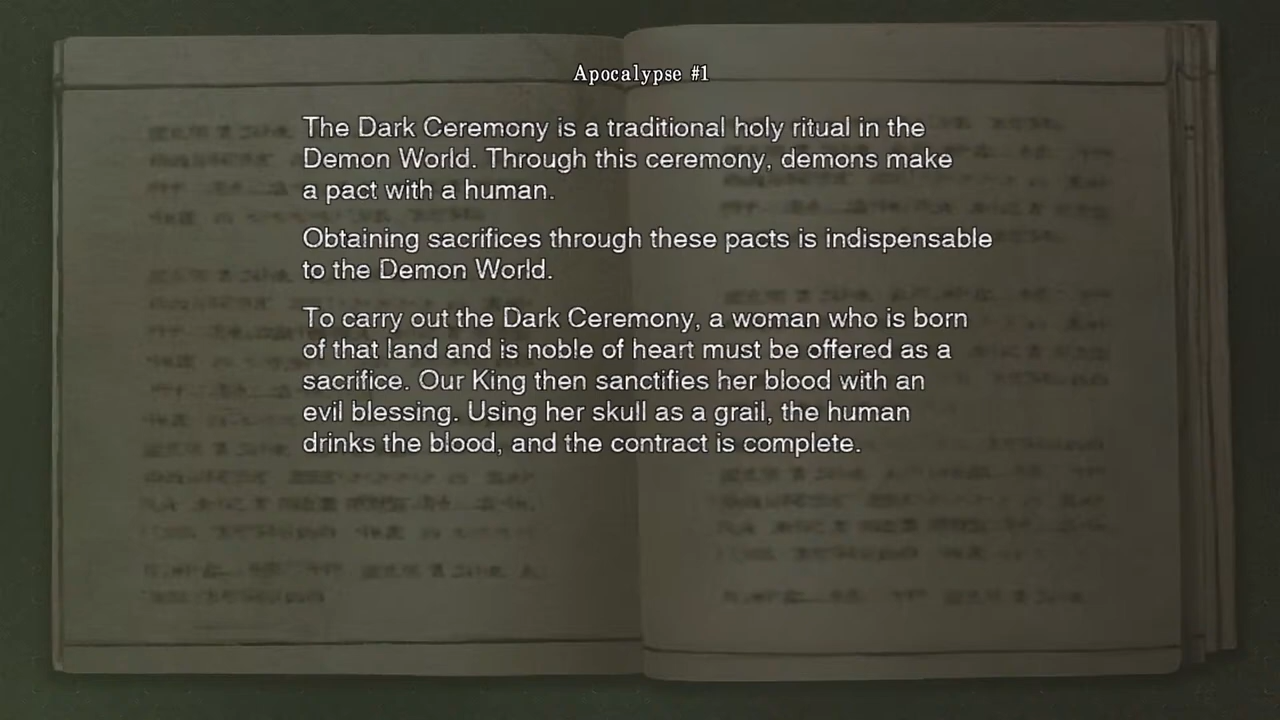 Apocalypse #1
The Dark Ceremony is a traditional holy ritual in the
Demon World. Through this ceremony, demons make
a pact with a human.
Obtaining sacrifices through these pacts is indispensable
to the Demon World.
To carry out the Dark Ceremony, a woman who is born
of that land and is noble of heart must be offered as a
sacrifice. Our King then sanctifies her blood with an
evil blessing. Using her skull as a grail, the human
drinks the blood, and the contract is complete.